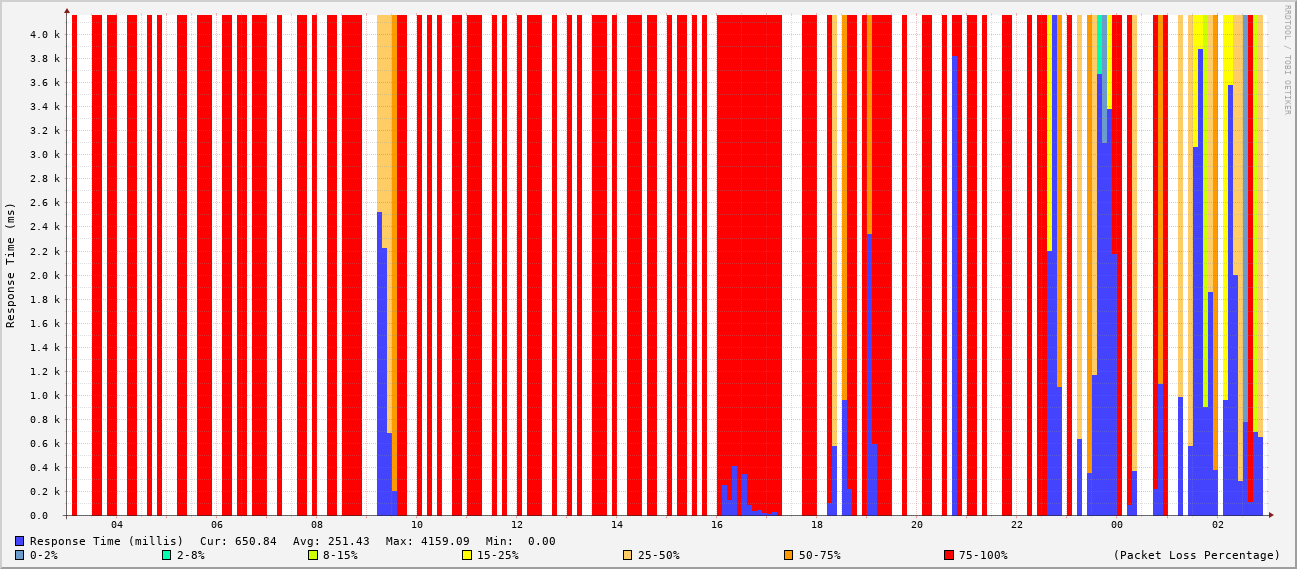 RRDTOOL / TOBI OETIKER
Response Time (ms)
4.0 k
3.8 k
3.6 k
3.4 k
3.2 k
3.0 k
2.8 k
2.6 k
2.4 k
2.2 k
2.0 k
1.8 k
1.6 k
1.4 k
1.2 k
1.0 k
0.8 k
0.6 k
0.4 k
0.2 k
0.0
04 06 08 10 12 14 16 18 20 22 00 02
Response Time (millis) Cur: 650.84 Avg: 251.43 Max: 4159.09 Min: 0.00
0-2% 2-8% 8-15% 15-25% 25-50% 50-75% 75-100% (Packet Loss Percentage)